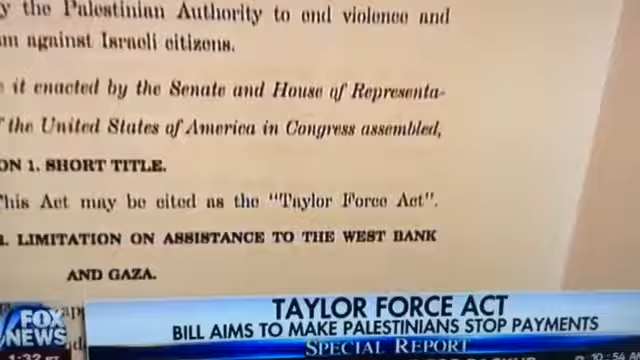 the Palestinian Authority to end violence and
against Israeli citizens.
it enacted by the Senate and House of Representa-
the United States of America in Congress assembled,
ON 1. SHORT TITLE.
his Act may be cited as the "Taylor Force Act".
LIMITATION ON ASSISTANCE TO THE WEST BANK
AND GAZA.
FOX
NEWS
TAYLOR FORCE ACT
BILL AIMS TO MAKE PALESTINIANS STOP PAYMENTS
SPECIAL REPORT